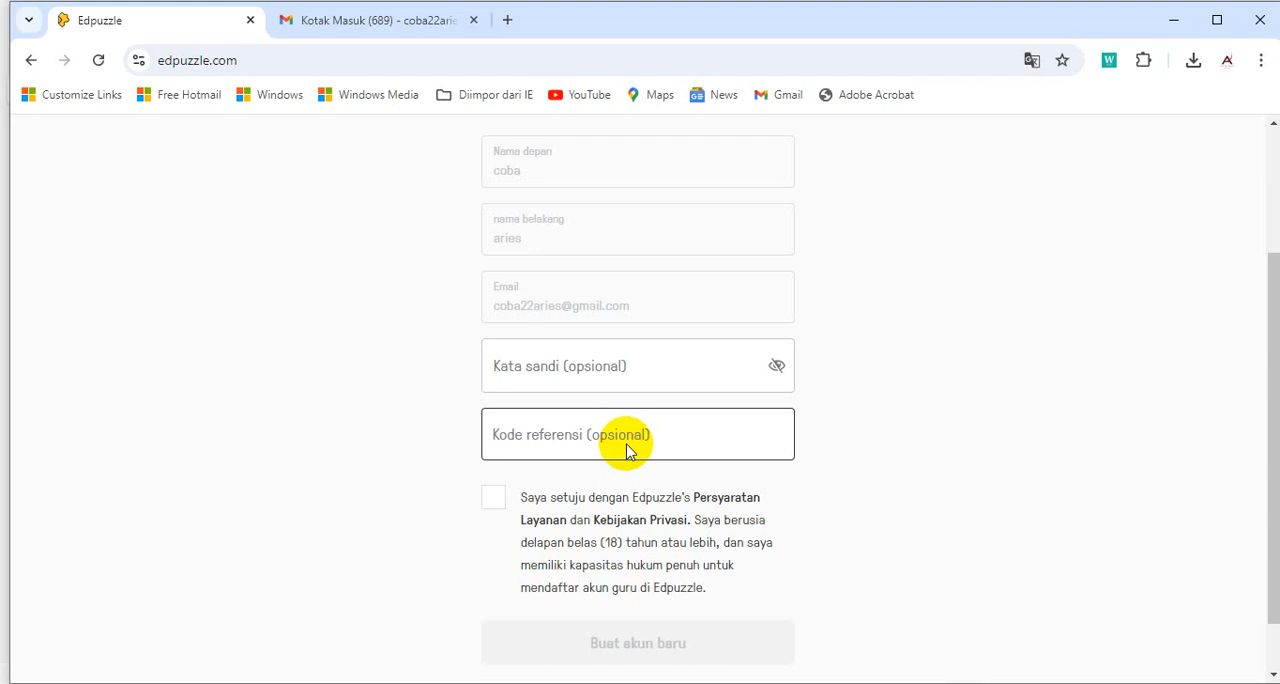 Edpuzzle
Kotak Masuk (689) - coba22arie
edpuzzle.com
Customize Links
Free Hotmail
Windows
Windows Media
Diimpor dari IE
YouTube
Maps
News
Gmail
Adobe Acrobat
Nama depan
coba
nama belakang
aries
Email
coba22aries@gmail.com
Kata sandi (opsional)
Kode referensi (opsional)
Saya setuju dengan Edpuzzle's Persyaratan
Layanan dan Kebijakan Privasi. Saya berusia
delapan belas (18) tahun atau lebih, dan saya
memiliki kapasitas hukum penuh untuk
mendaftar akun guru di Edpuzzle.
Buat akun baru